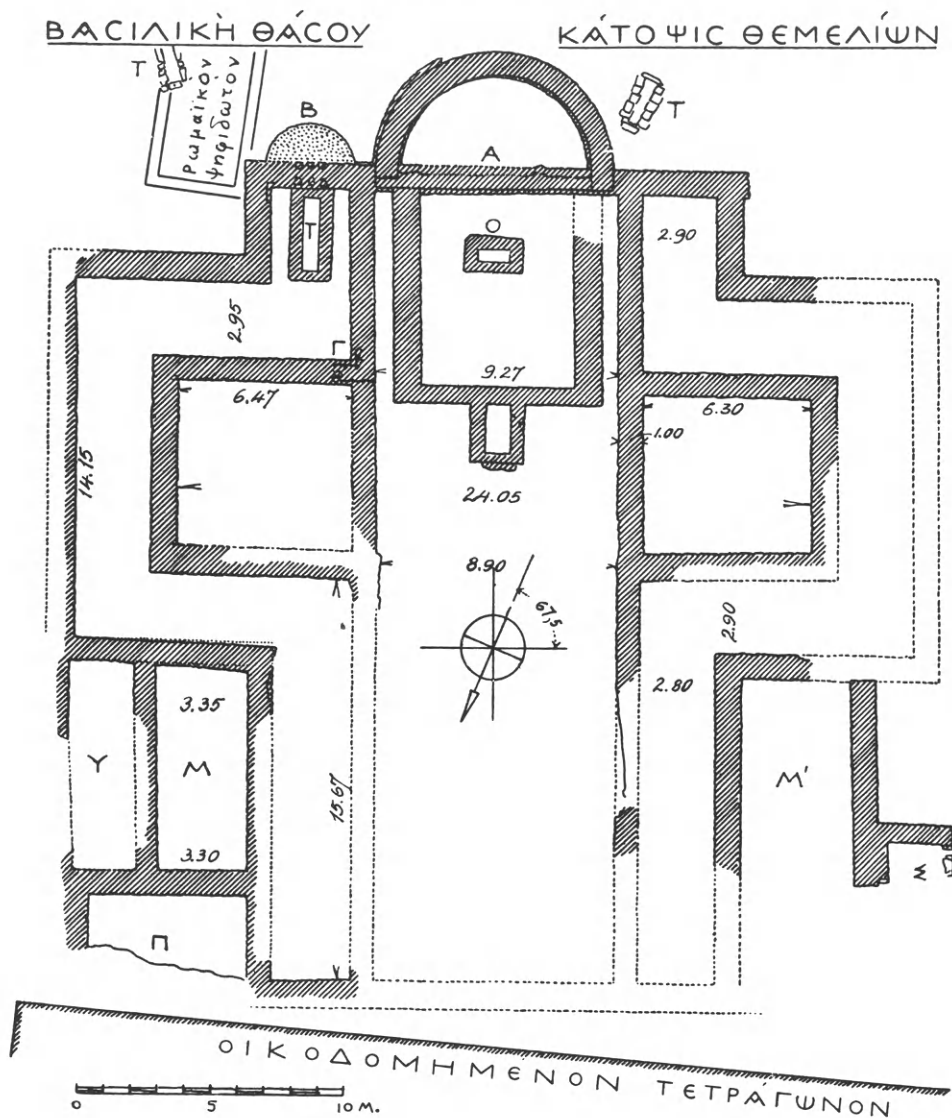 ΒΑϹΙΛΙΚΗ ΘΑϹΟΥ
ΚΑΤΟΨΙϹ ΘΕΜΕΛΙΩΝ
Τ
ρωμαϊκόν
ψηφιδωτόν
Β
Τ
Α
Ο
Τ
2.90
2.95
Γ
9.27
6.47
6.30
1.00
14.15
24.05
8.90
67,5
2.90
3.35
2.80
Υ
Μ
Μ'
15.67
3.30
Σ
Π
ΟΙΚΟΔΟΜΗΜΕΝΟΝ ΤΕΤΡΑΓΩΝΟΝ
0 5 10 Μ.